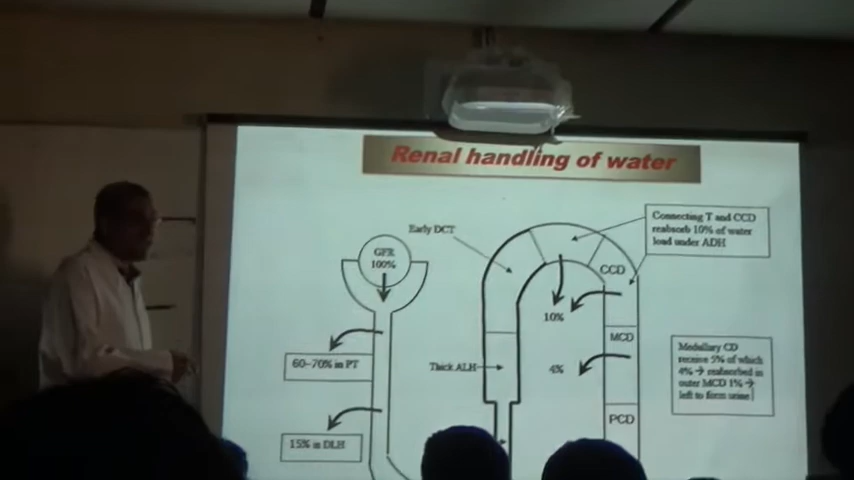 Renal handling of water
Connecting T and CCD
reabsorb 10% of water
load under ADH
Early DCT
GFR
100%
CCD
10%
MCD
60-70% in PT
Thick ALH
4%
Medullary CD
receive 5% of which
4% → reabsorbed in
outer MCD 1% →
left to form urine
PCD
15% in DLH